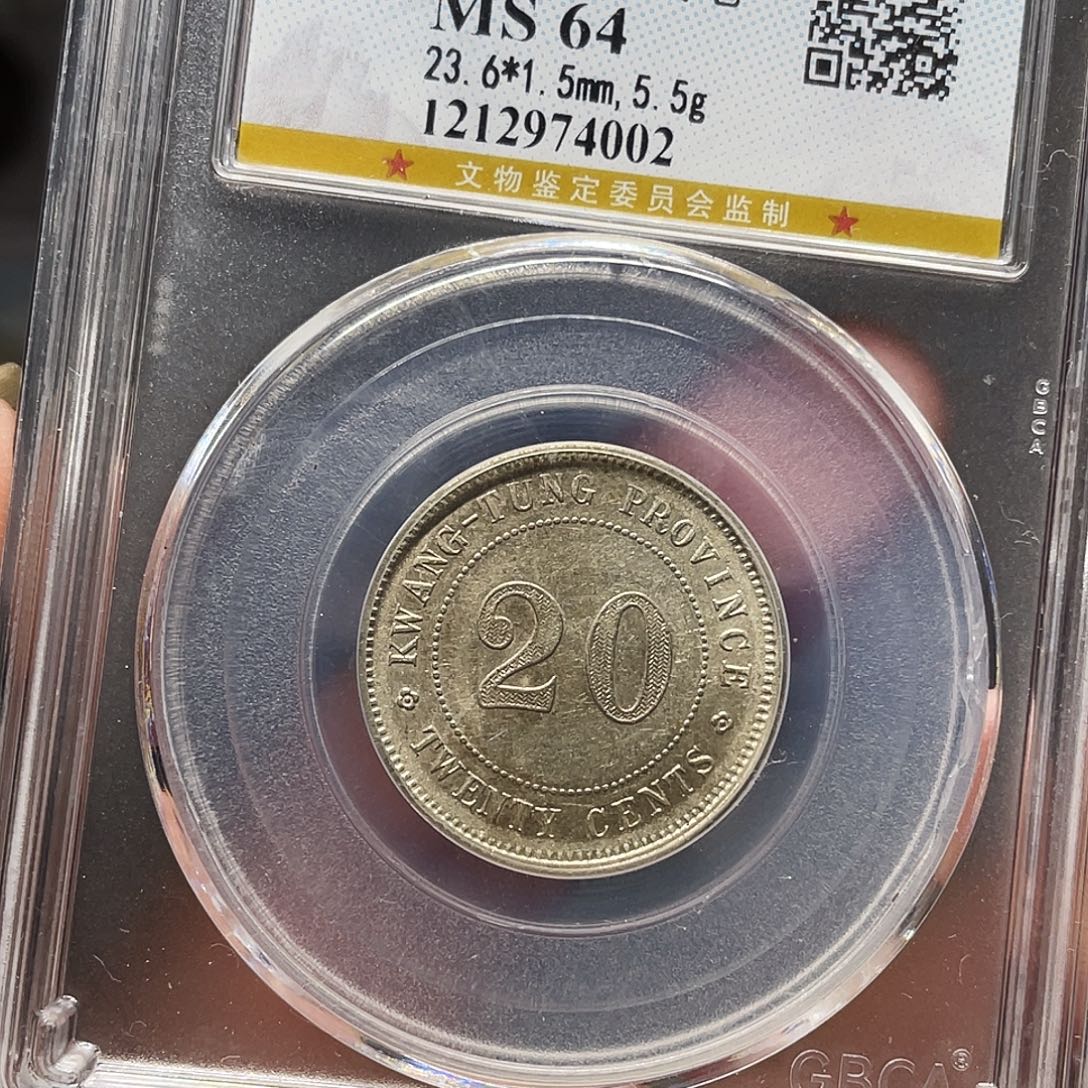 MS 64
23.6*1.5mm,5.5g
1212974002
文物鉴定委员会监制
GBCA
KWANG-TUNG PROVINCE
20
TWENTY CENTS
GBCA®